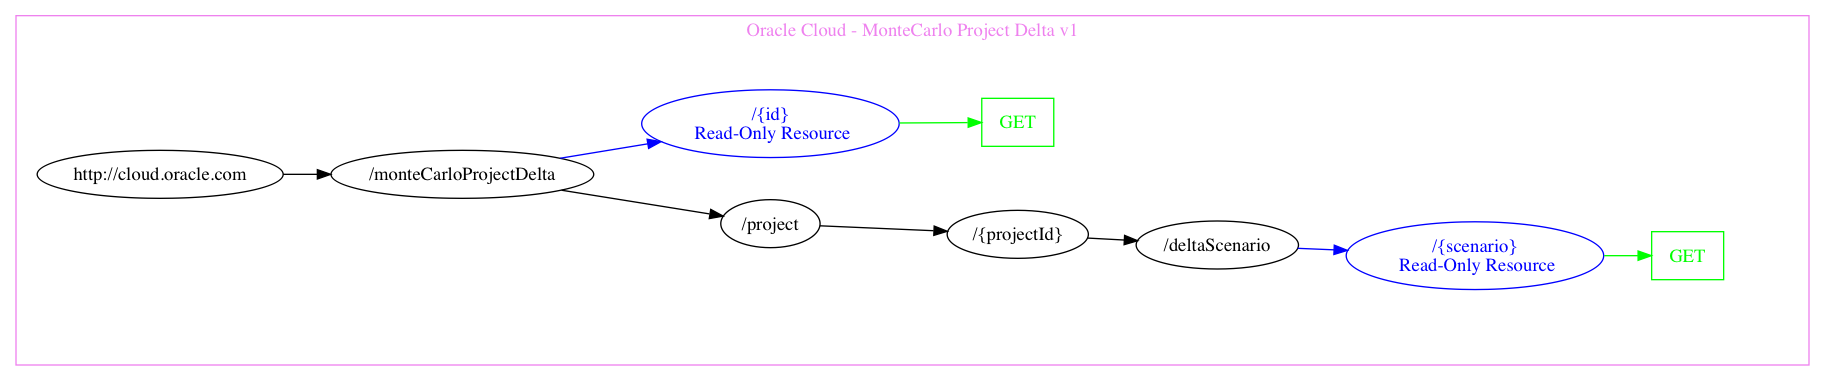 Oracle Cloud - MonteCarlo Project Delta v1
http://cloud.oracle.com
/monteCarloProjectDelta
/{id}
Read-Only Resource
GET
/project
/{projectId}
/deltaScenario
/{scenario}
Read-Only Resource
GET